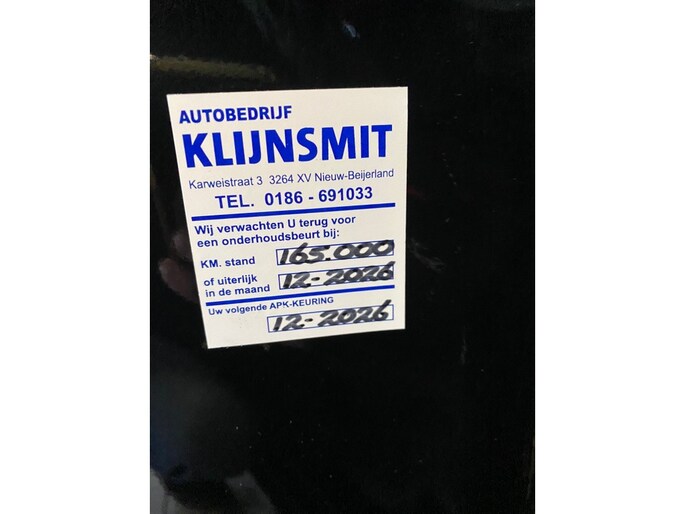 AUTOBEDRIJF
KLIJNSMIT
Karweistraat 3 3264 XV Nieuw-Beijerland
TEL. 0186 - 691033
Wij verwachten U terug voor
een onderhoudsbeurt bij:
KM. stand 165.000
of uiterlijk
in de maand 12-2026
Uw volgende APK-KEURING
12-2026